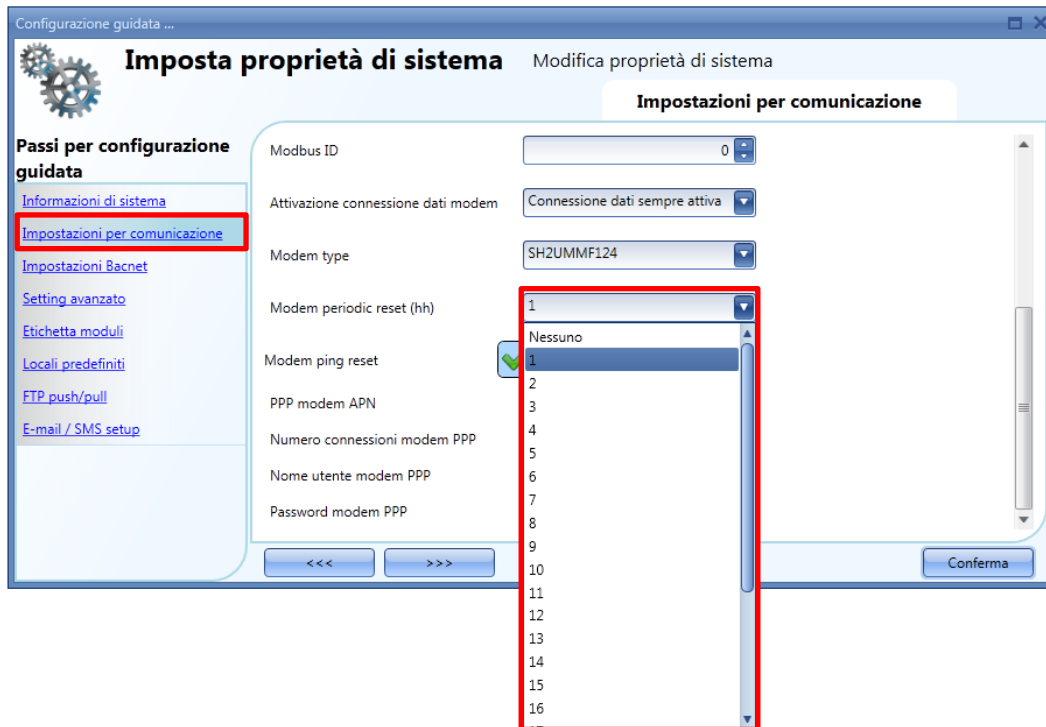 Configurazione guidata ...
Imposta proprietà di sistema
Modifica proprietà di sistema
Impostazioni per comunicazione
Passi per configurazione
guidata
Informazioni di sistema
Impostazioni per comunicazione
Impostazioni Bacnet
Setting avanzato
Etichetta moduli
Locali predefiniti
FTP push/pull
E-mail / SMS setup
Modbus ID
0
Attivazione connessione dati modem
Connessione dati sempre attiva
Modem type
SH2UMMF124
Modem periodic reset (hh)
1
Nessuno
1
2
3
4
5
6
7
8
9
10
11
12
13
14
15
16
Modem ping reset
PPP modem APN
Numero connessioni modem PPP
Nome utente modem PPP
Password modem PPP
<<<
>>>
Conferma